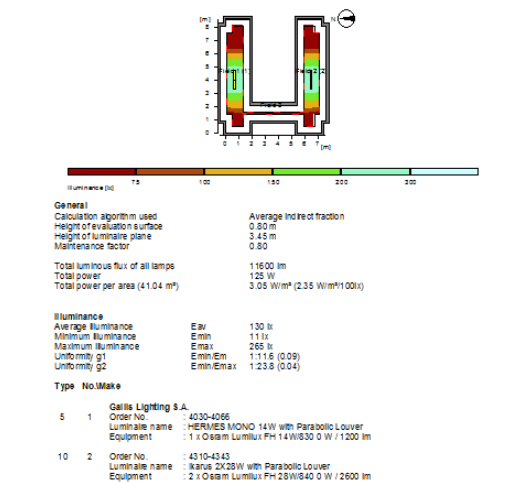 [m]
8
7
6
5
4
3
2
1
0
N
Field 1 (1)
Field 2 (2)
0 1 2 3 4 5 6 7 [m]
Illuminance [lx]
75 100 150 200 300
General
Calculation algorithm used Average indirect fraction
Height of evaluation surface 0.80 m
Height of luminaire plane 3.45 m
Maintenance factor 0.80
Total luminous flux of all lamps 11600 lm
Total power 125 W
Total power per area (41.04 m²) 3.05 W/m² (2.35 W/m²/100lx)
Illuminance
Average illuminance Eav 130 lx
Minimum illuminance Emin 11 lx
Maximum illuminance Emax 265 lx
Uniformity g1 Emin/Em 1:11.6 (0.09)
Uniformity g2 Emin/Emax 1:23.8 (0.04)
Type No.\Make
Gallis Lighting S.A.
5 1 Order No. : 4030-4066
Luminaire name : HERMES MONO 14W with Parabolic Louver
Equipment : 1 x Osram Lumilux FH 14W/830 0 W / 1200 lm
10 2 Order No. : 4310-4343
Luminaire name : Ikarus 2X28W with Parabolic Louver
Equipment : 2 x Osram Lumilux FH 28W/840 0 W / 2600 lm